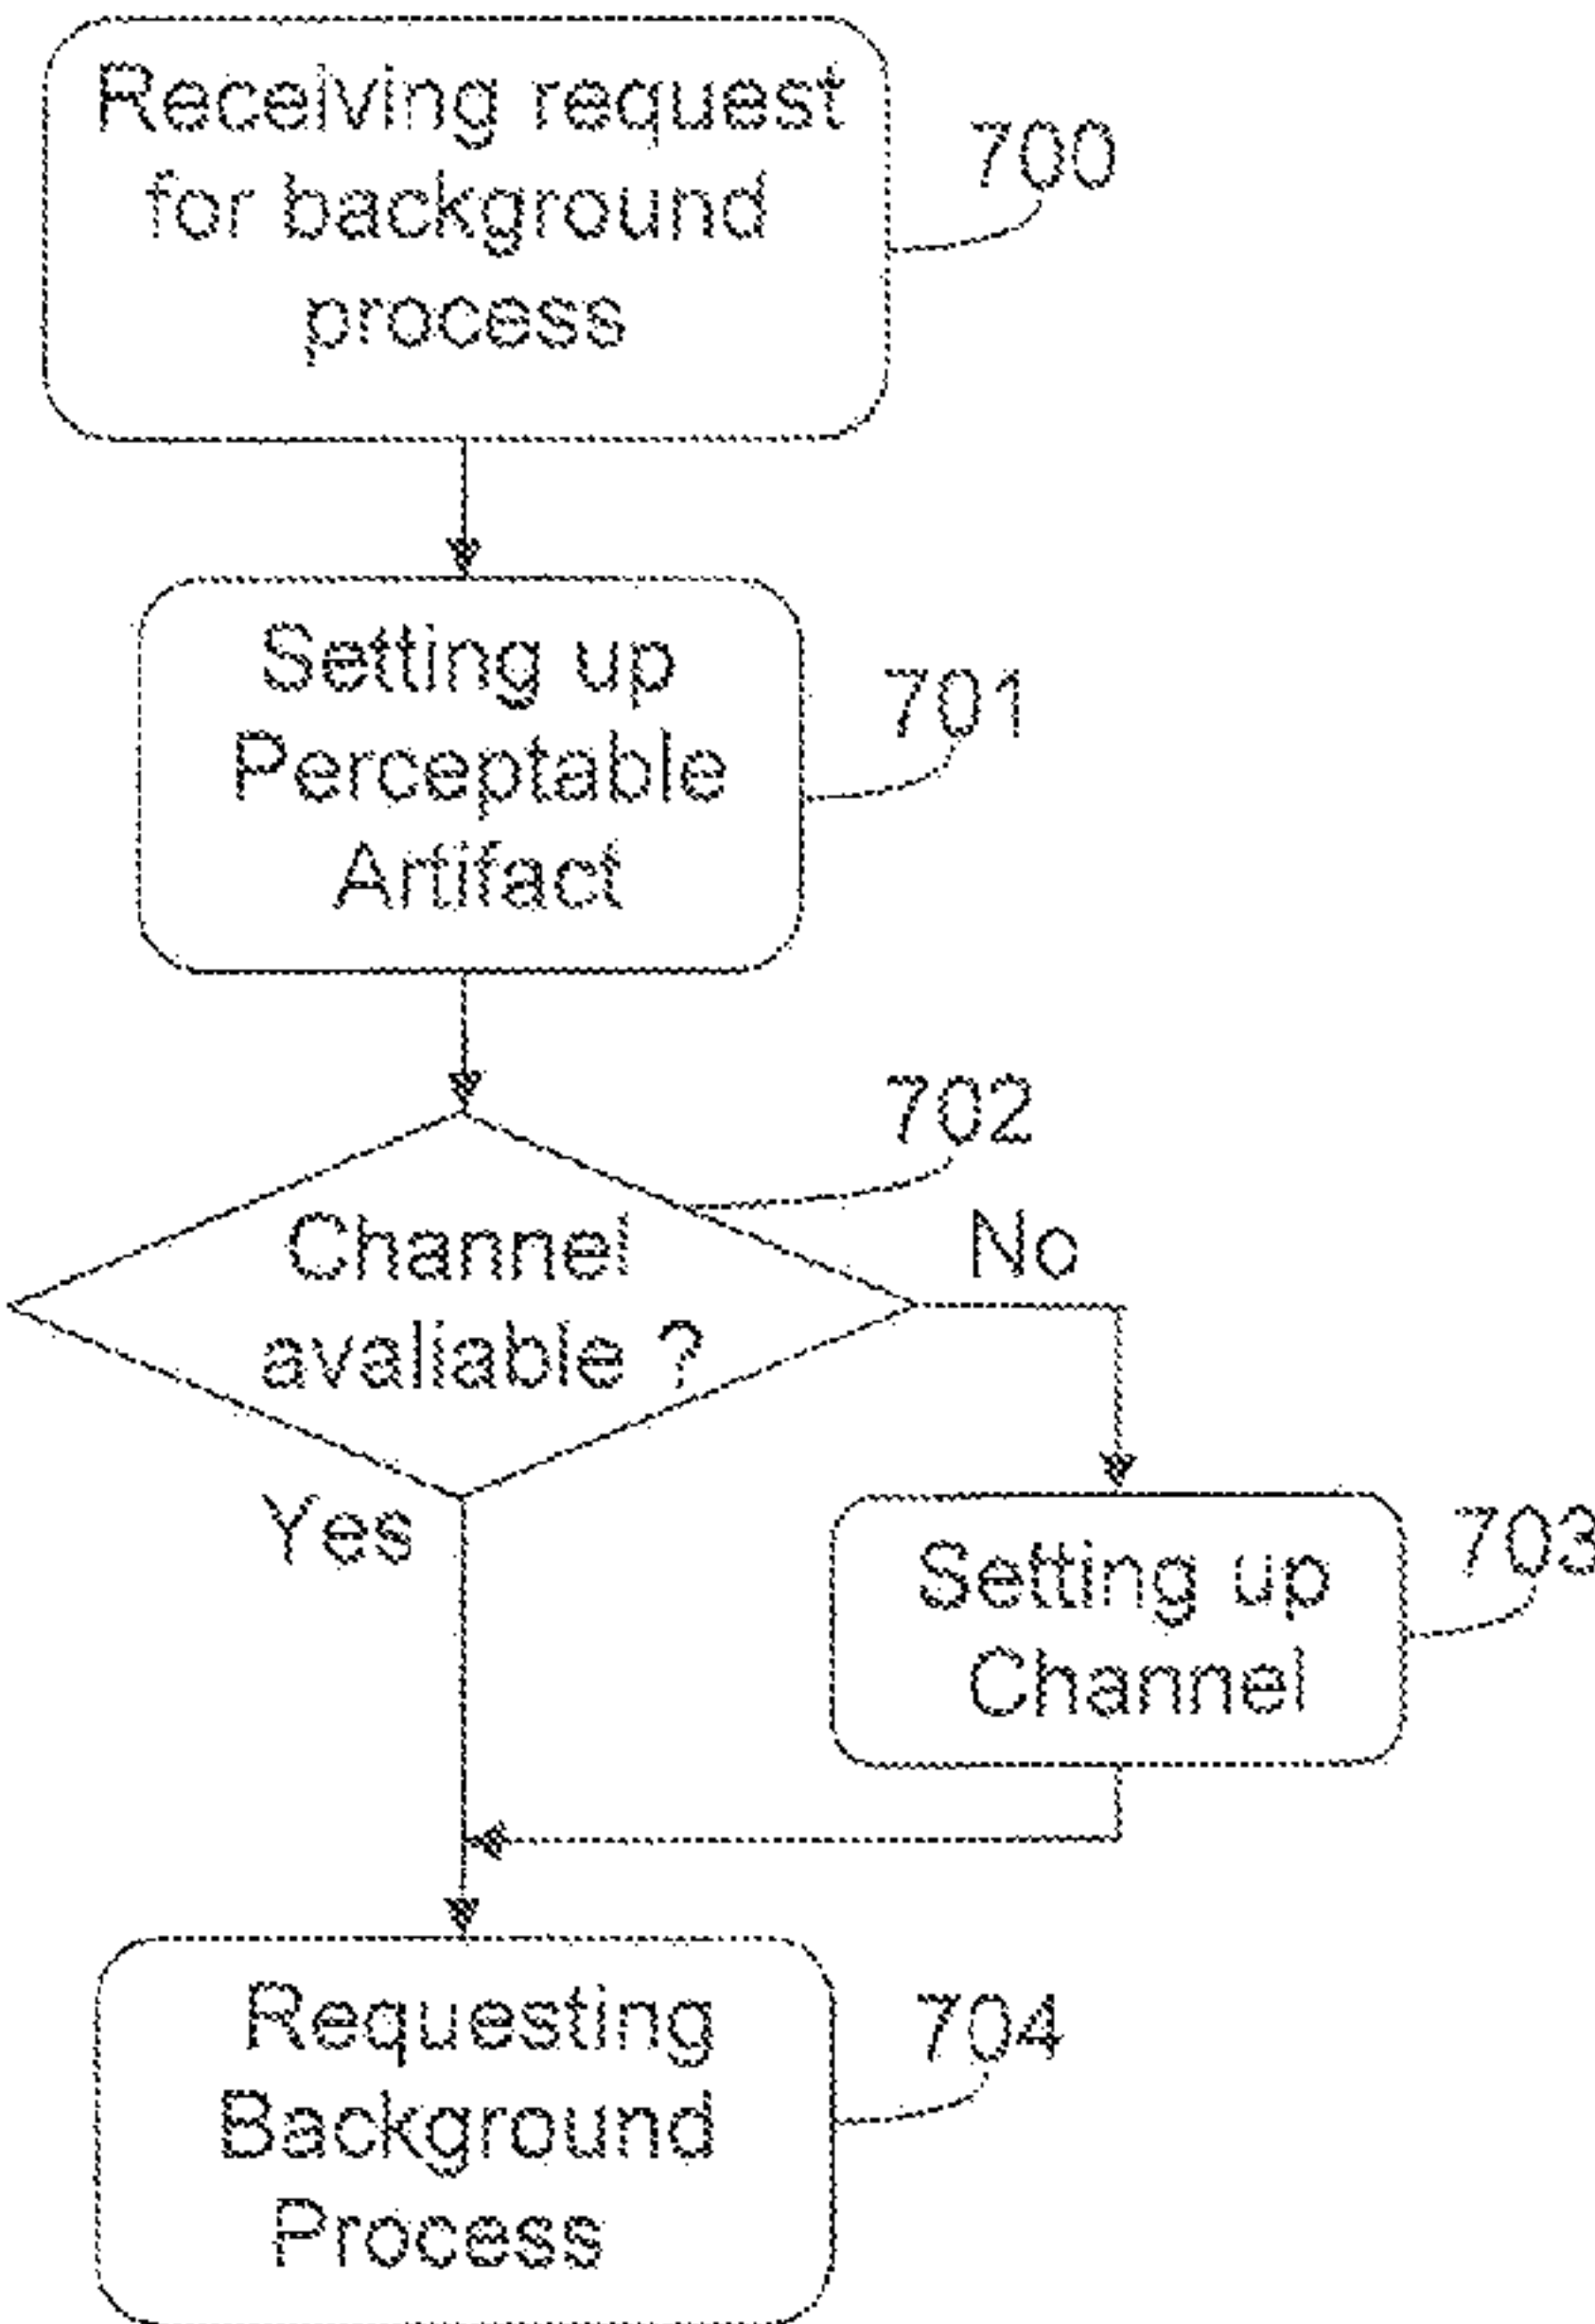 Receiving request
for background
process
700
Setting up
Perceptable
Artifact
701
702
Channel
avaliable ?
No
Yes
Setting up
Channel
703
Requesting
Background
Process
704